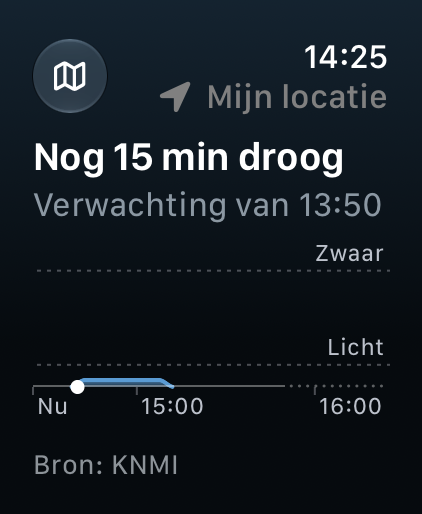 14:25
Mijn locatie
Nog 15 min droog
Verwachting van 13:50
Zwaar
Licht
Nu 15:00 16:00
Bron: KNMI